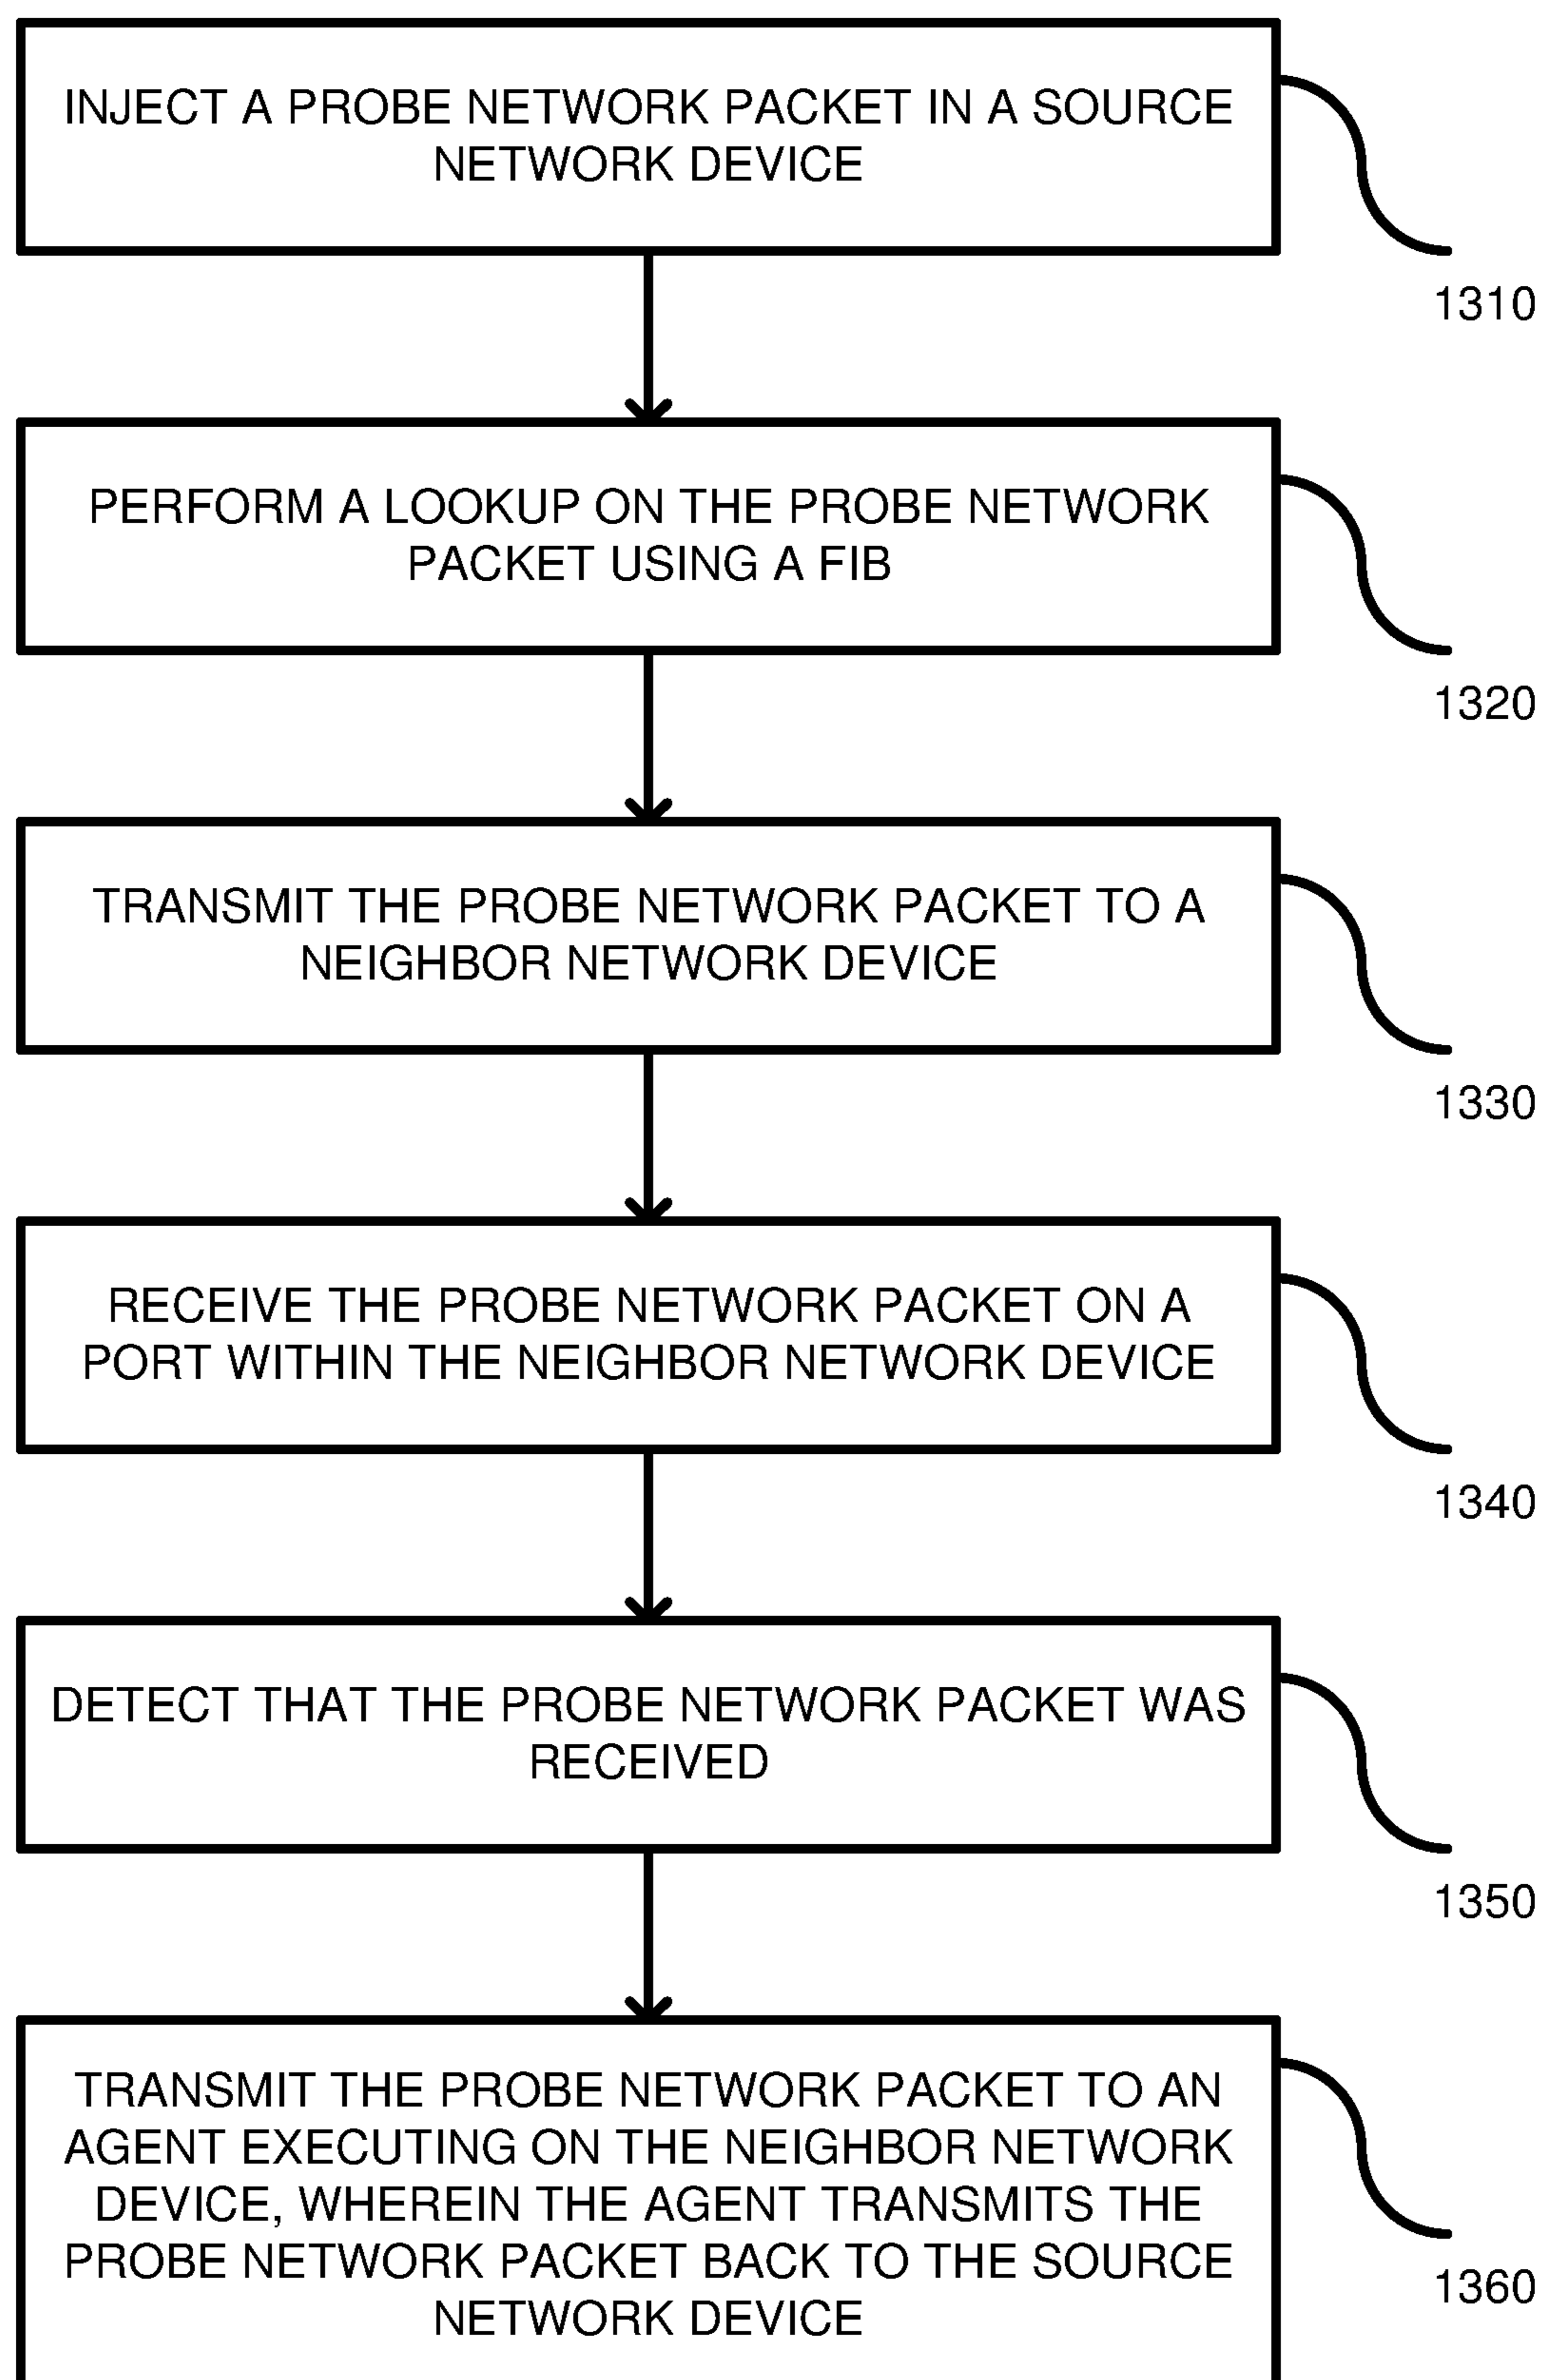 INJECT A PROBE NETWORK PACKET IN A SOURCE
NETWORK DEVICE
1310
PERFORM A LOOKUP ON THE PROBE NETWORK
PACKET USING A FIB
1320
TRANSMIT THE PROBE NETWORK PACKET TO A
NEIGHBOR NETWORK DEVICE
1330
RECEIVE THE PROBE NETWORK PACKET ON A
PORT WITHIN THE NEIGHBOR NETWORK DEVICE
1340
DETECT THAT THE PROBE NETWORK PACKET WAS
RECEIVED
1350
TRANSMIT THE PROBE NETWORK PACKET TO AN
AGENT EXECUTING ON THE NEIGHBOR NETWORK
DEVICE, WHEREIN THE AGENT TRANSMITS THE
PROBE NETWORK PACKET BACK TO THE SOURCE
NETWORK DEVICE
1360